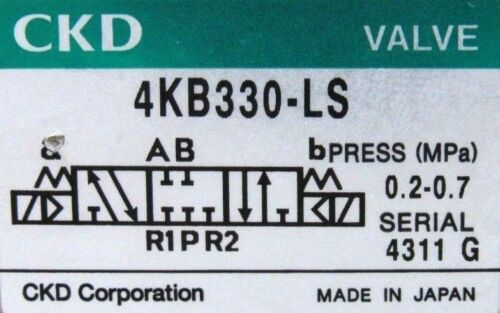 CKD VALVE
4KB330-LS
a AB b PRESS (MPa)
0.2-0.7
R1PR2 SERIAL
4311 G
CKD Corporation MADE IN JAPAN